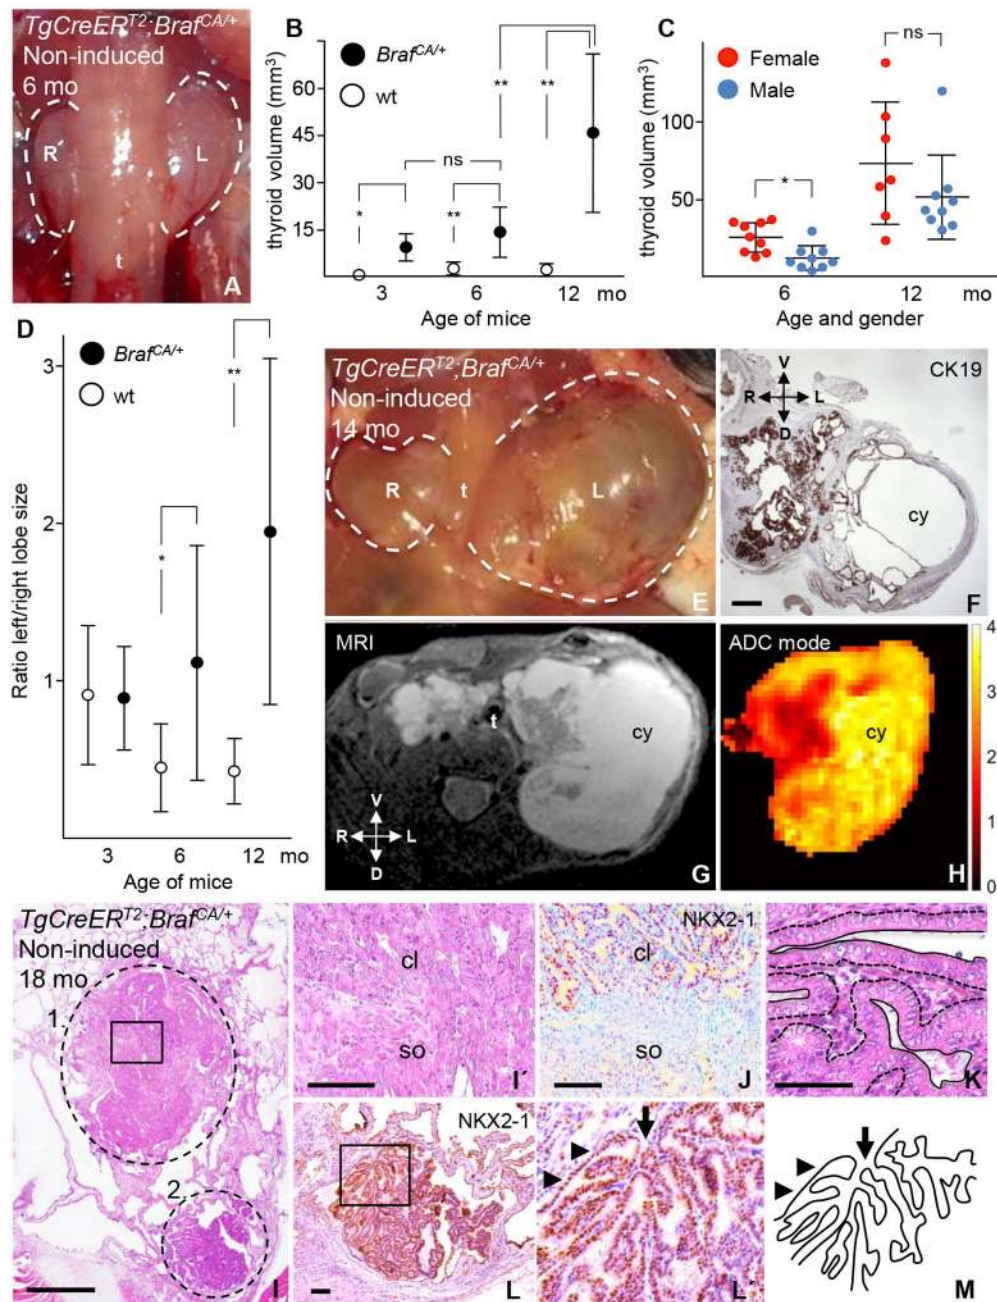 TgCreER^T2;Braf^CA/+
Non-induced
6 mo
R
L
t
A
B
Braf^CA/+
wt
thyroid volume (mm³)
60
45
30
15
*
ns
**
**
**
3
6
12
mo
Age of mice
C
Female
Male
thyroid volume (mm³)
100
50
*
ns
6
12
mo
Age and gender
D
Braf^CA/+
wt
Ratio left/right lobe size
3
2
1
*
**
3
6
12
mo
Age of mice
TgCreER^T2;Braf^CA/+
Non-induced
14 mo
R
t
L
E
CK19
V
R
L
D
cy
F
MRI
t
cy
V
R
L
D
G
ADC mode
cy
4
3
2
1
0
H
TgCreER^T2;Braf^CA/+
Non-induced
18 mo
1.
2.
I
cl
so
I´
NKX2-1
cl
so
J
K
NKX2-1
L
L´
M